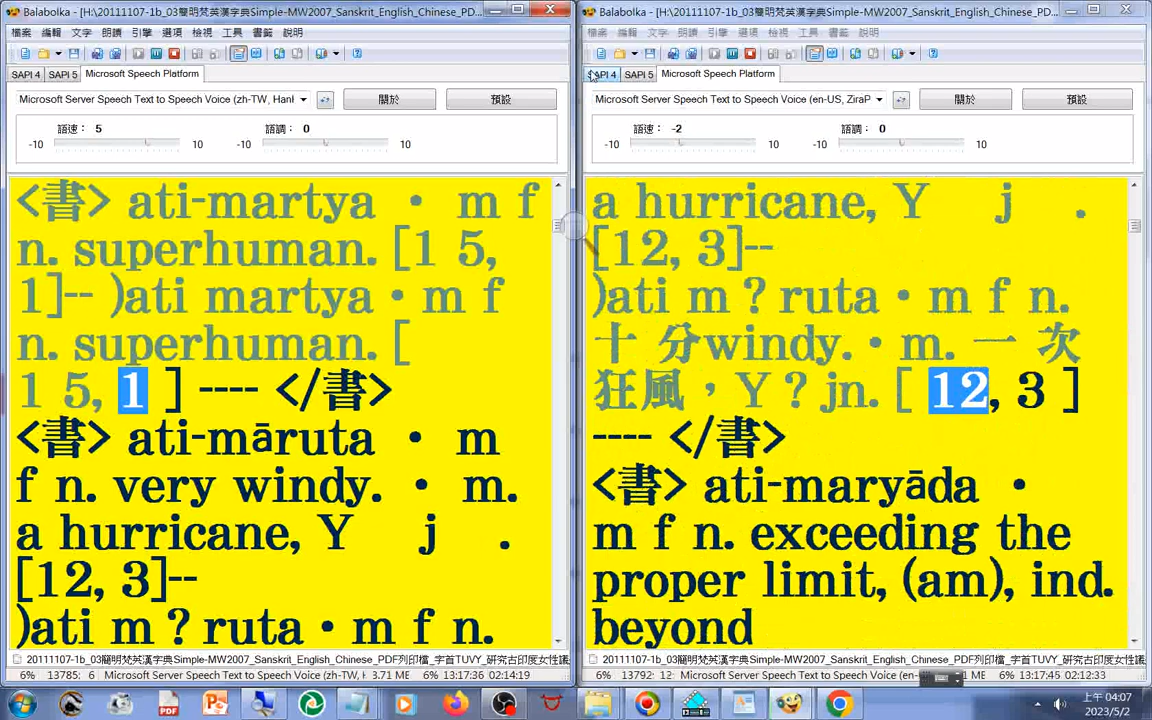 Balabolka - [H:\20111107-1b_03簡明梵英漢字典Simple-MW2007_Sanskrit_English_Chinese_PD...
檔案 編輯 文字 朗讀 引擎 選項 檢視 工具 書籤 說明
SAPI 4 SAPI 5 Microsoft Speech Platform
Microsoft Server Speech Text to Speech Voice (zh-TW, HanH 關於 預設
語速: 5 語調: 0
-10 10 -10 10
<書> ati-martya • m f
n. superhuman. [1 5,
1]-- )ati martya • m f
n. superhuman. [
1 5, 1 ] ---- </書>
<書> ati-māruta • m
f n. very windy. • m.
a hurricane, Y j .
[12, 3]--
)ati m ? ruta • m f n.
20111107-1b_03簡明梵英漢字典Simple-MW2007_Sanskrit_English_Chinese_PDF列印檔_字首TUVY_研究古印度女性議
6% 13785: 6 Microsoft Server Speech Text to Speech Voice (zh-TW, H 3.71 MB 6% 13:17:36 02:14:19
Balabolka - [H:\20111107-1b_03簡明梵英漢字典Simple-MW2007_Sanskrit_English_Chinese_PD...
檔案 編輯 文字 朗讀 引擎 選項 檢視 工具 書籤 說明
SAPI 4 SAPI 5 Microsoft Speech Platform
Microsoft Server Speech Text to Speech Voice (en-US, ZiraP 關於 預設
語速: -2 語調: 0
-10 10 -10 10
a hurricane, Y j .
[12, 3]--
)ati m ? ruta • m f n.
十 分windy. • m. 一 次
狂風，Y ? jn. [ 12, 3 ]
---- </書>
<書> ati-maryāda •
m f n. exceeding the
proper limit, (am), ind.
beyond
20111107-1b_03簡明梵英漢字典Simple-MW2007_Sanskrit_English_Chinese_PDF列印檔_字首TUVY_研究古印度女性議
6% 13792: 12 Microsoft Server Speech Text to Speech Voice (en-US, 6% 13:17:45 02:12:33
上午 04:07
2023/5/2